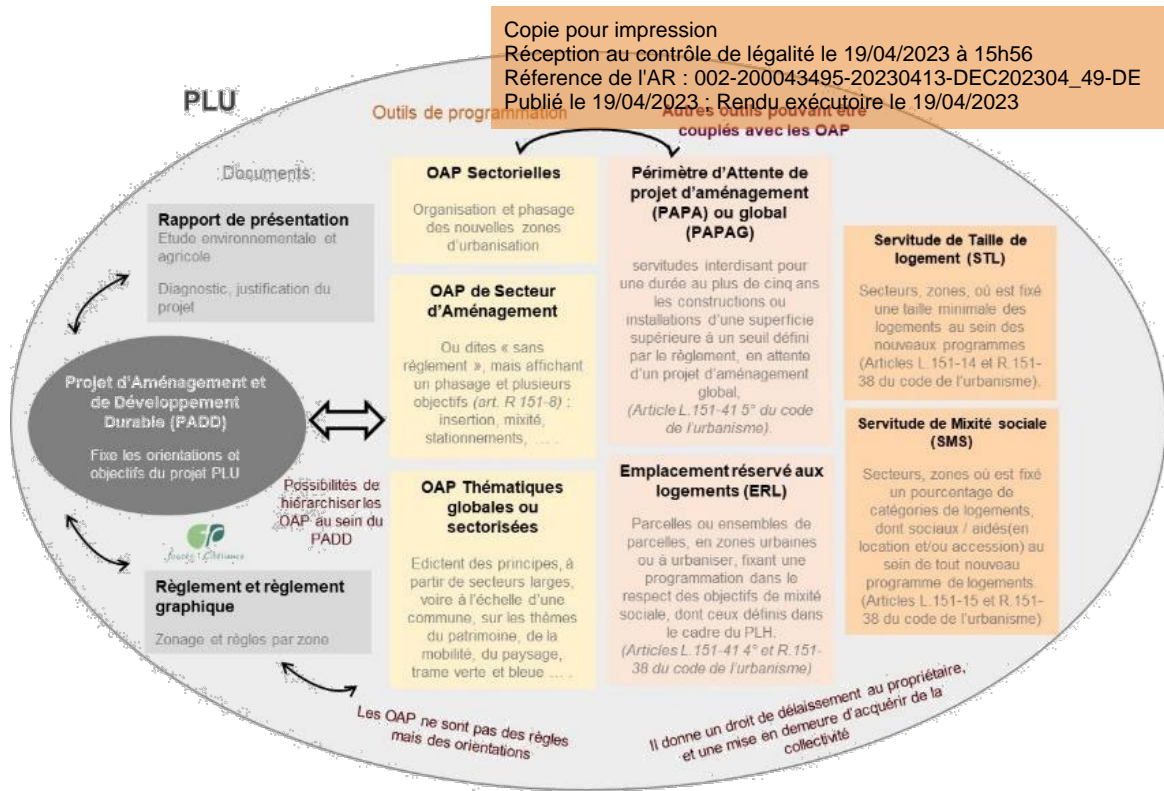 Copie pour impression
Réception au contrôle de légalité le 19/04/2023 à 15h56
Réference de l'AR : 002-200043495-20230413-DEC202304_49-DE
Publié le 19/04/2023 ; Rendu exécutoire le 19/04/2023
PLU
Documents
Rapport de présentation
Etude environnementale et
agricole
Diagnostic, justification du
projet
Projet d'Aménagement et
de Développement
Durable (PADD)
Fixe les orientations et
objectifs du projet PLU
Règlement et règlement
graphique
Zonage et règles par zone
Possibilités de
hiérarchiser les
OAP au sein du
PADD
Outils de programmation
OAP Sectorielles
Organisation et phasage
des nouvelles zones
d'urbanisation
OAP de Secteur
d'Aménagement
Ou dites « sans
règlement », mais affichant
un phasage et plusieurs
objectifs (art. R 151-8) :
insertion, mixité,
stationnements, … .
OAP Thématiques
globales ou
sectorisées
Edictent des principes, à
partir de secteurs larges,
voire à l'échelle d'une
commune, sur les thèmes
du patrimoine, de la
mobilité, du paysage,
trame verte et bleue … .
Les OAP ne sont pas des règles
mais des orientations
Autres outils pouvant être
couplés avec les OAP
Périmètre d'Attente de
projet d'aménagement
(PAPA) ou global
(PAPAG)
servitudes interdisant pour
une durée au plus de cinq ans
les constructions ou
installations d'une superficie
supérieure à un seuil défini
par le règlement, en attente
d'un projet d'aménagement
global,
(Article L.151-41 5° du code
de l'urbanisme).
Emplacement réservé aux
logements (ERL)
Parcelles ou ensembles de
parcelles, en zones urbaines
ou à urbaniser, fixant une
programmation dans le
respect des objectifs de mixité
sociale, dont ceux définis dans
le cadre du PLH.
(Articles L.151-41 4° et R.151-
38 du code de l'urbanisme)
Il donne un droit de délaissement au propriétaire,
et une mise en demeure d'acquérir de la
collectivité
Servitude de Taille de
logement (STL)
Secteurs, zones, où est fixé
une taille minimale des
logements au sein des
nouveaux programmes
(Articles L.151-14 et R.151-
38 du code de l'urbanisme).
Servitude de Mixité sociale
(SMS)
Secteurs, zones où est fixé
un pourcentage de
catégories de logements,
dont sociaux / aidés(en
location et/ou accession) au
sein de tout nouveau
programme de logements.
(Articles L.151-15 et R.151-
38 du code de l'urbanisme)